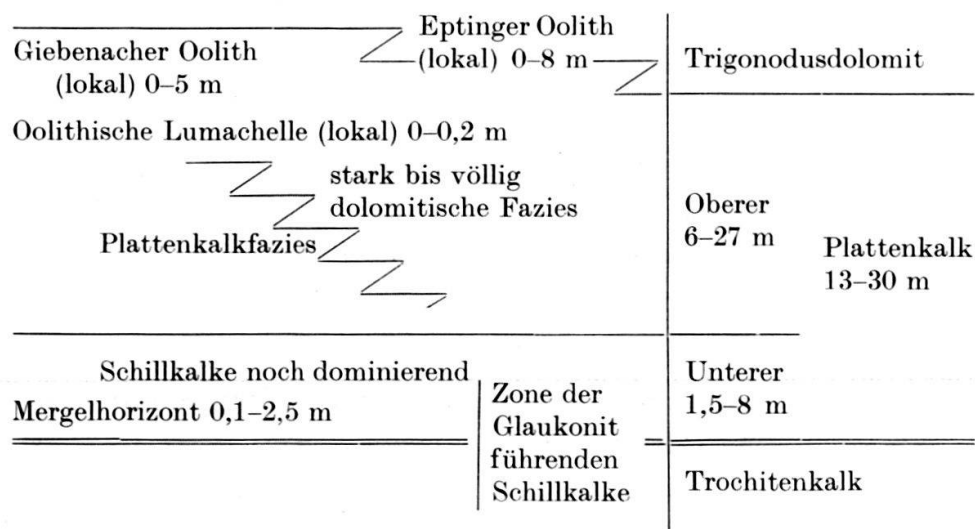 Eptinger Oolith
(lokal) 0–8 m
Giebenacher Oolith
(lokal) 0–5 m
Trigonodusdolomit
Oolithische Lumachelle (lokal) 0–0,2 m
stark bis völlig
dolomitische Fazies
Plattenkalkfazies
Oberer
6–27 m
Plattenkalk
13–30 m
Schillkalke noch dominierend
Mergelhorizont 0,1–2,5 m
Zone der
Glaukonit
führenden
Schillkalke
Unterer
1,5–8 m
Trochitenkalk